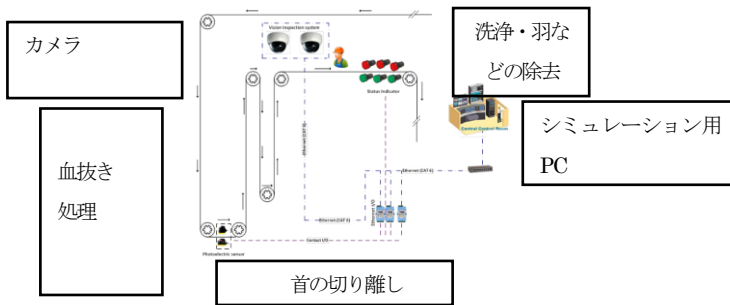 カメラ
Vision inspection system
洗浄・羽な
どの除去
Status Indicator
Central Control Room
シミュレーション用
PC
血抜き
処理
Ethernet (CAT 6)
Ethernet (CAT 6)
Ethernet (CAT 6)
Ethernet I/O
Contact I/O
Photoelectric sensor
首の切り離し